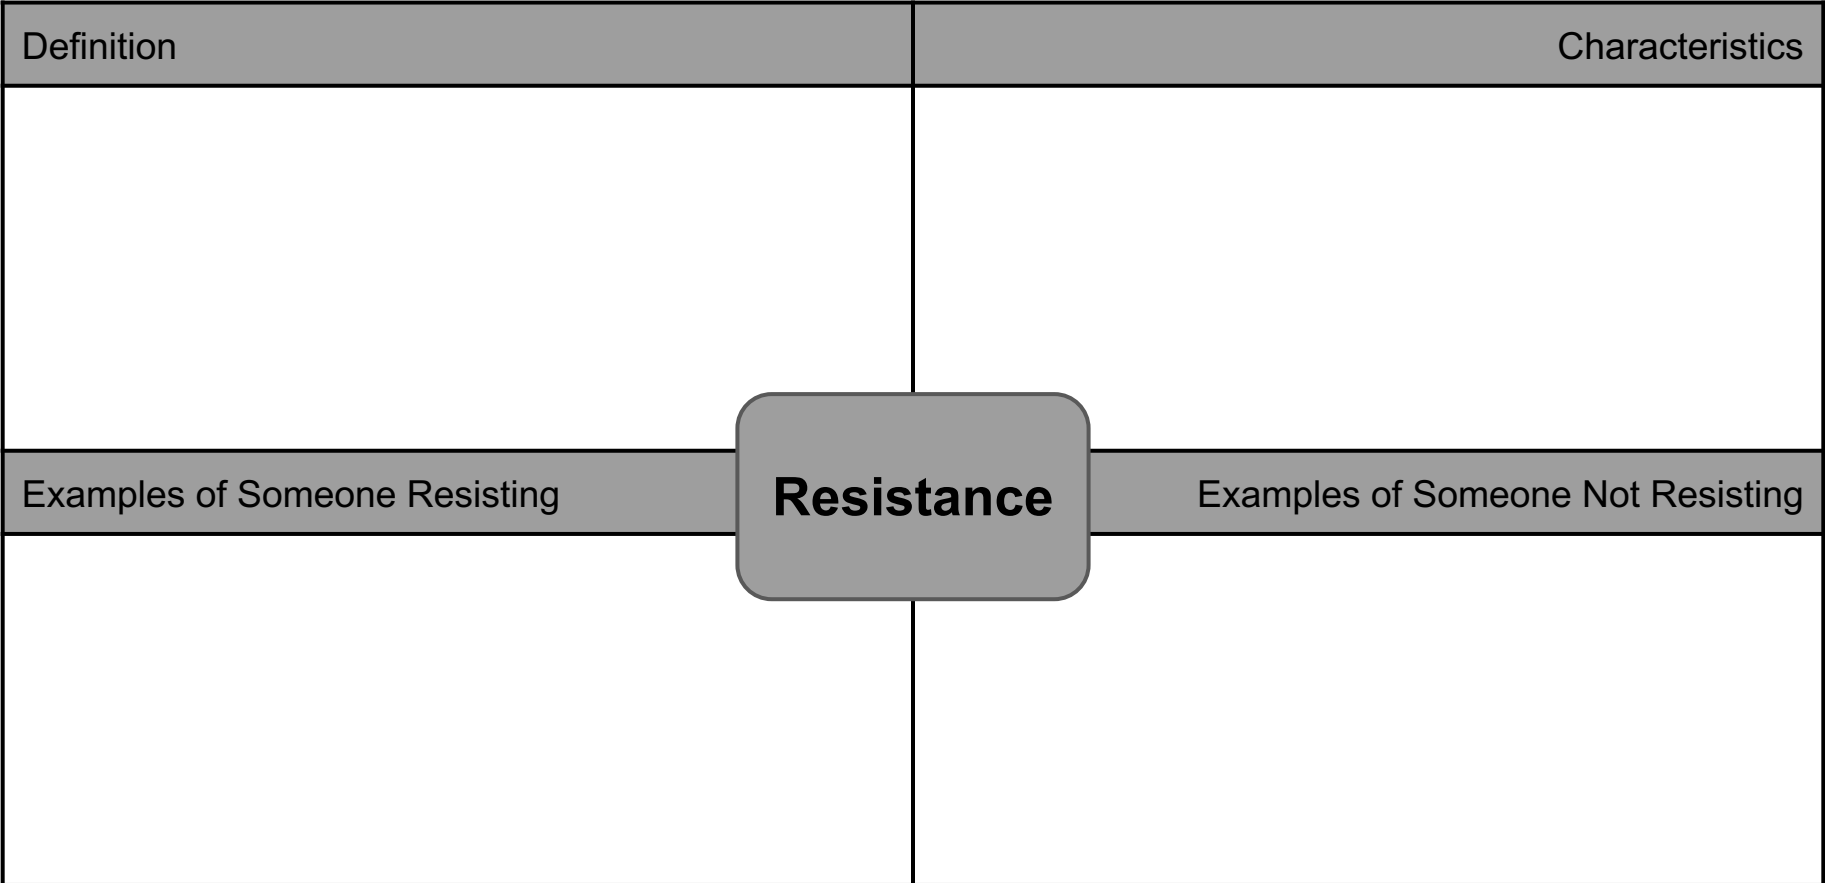 Definition
Characteristics
Examples of Someone Resisting
Resistance
Examples of Someone Not Resisting